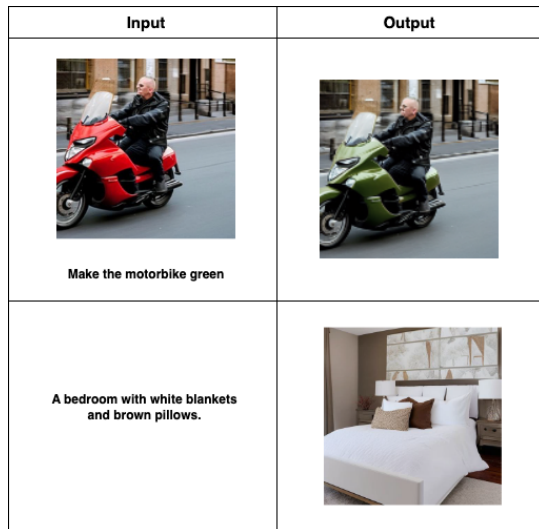 Input
Output
Make the motorbike green
A bedroom with white blankets
and brown pillows.